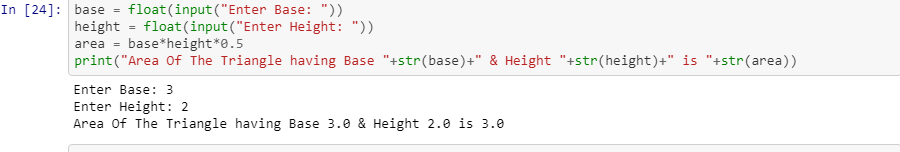 In [24]: base = float(input("Enter Base: "))
height = float(input("Enter Height: "))
area = base*height*0.5
print("Area Of The Triangle having Base "+str(base)+" & Height "+str(height)+" is "+str(area))
Enter Base: 3
Enter Height: 2
Area Of The Triangle having Base 3.0 & Height 2.0 is 3.0